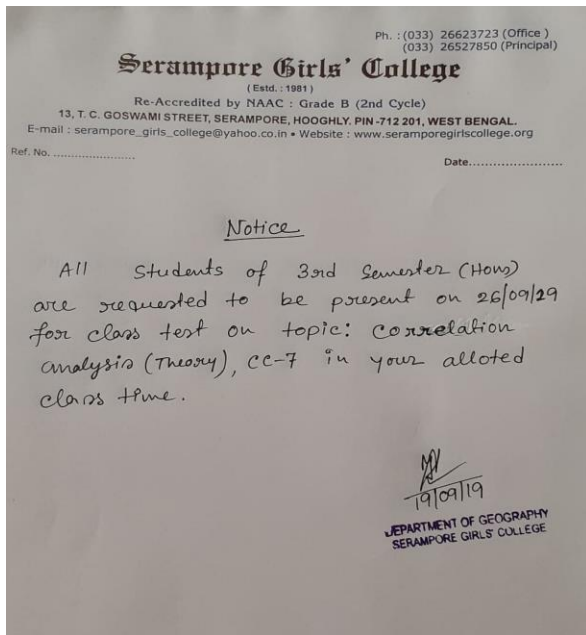 Ph. : (033) 26623723 (Office )
(033) 26527850 (Principal)
Serampore Girls' College
( Estd. : 1981 )
Re-Accredited by NAAC : Grade B (2nd Cycle)
13, T. C. GOSWAMI STREET, SERAMPORE, HOOGHLY. PIN -712 201, WEST BENGAL.
E-mail : serampore_girls_college@yahoo.co.in • Website : www.seramporegirlscollege.org
Ref. No. ......................
Date......................
Notice
All Students of 3rd Semester (Hons)
are requested to be present on 26/09/29
for class test on topic: Correlation
analysis (Theory), CC-7 in your alloted
class time.
19/09/19
DEPARTMENT OF GEOGRAPHY
SERAMPORE GIRLS' COLLEGE